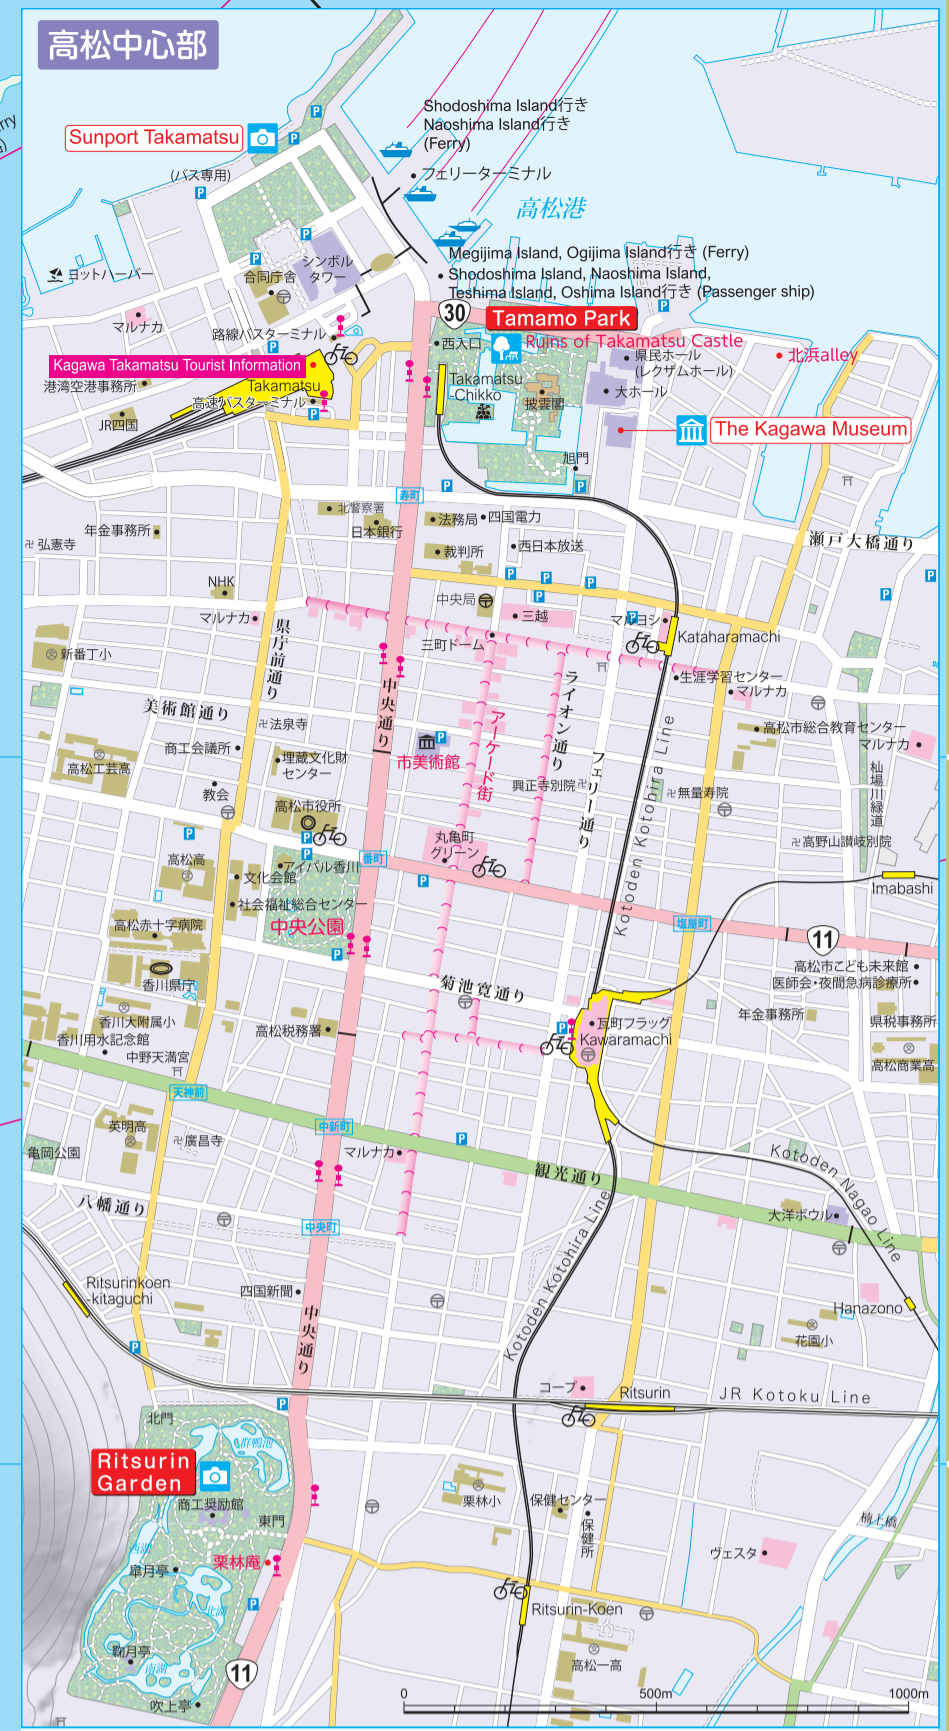 高松中心部
rry
Shodoshima Island行き
Naoshima Island行き
(Ferry)
Sunport Takamatsu
P
P
(バス専用)
P
フェリーターミナル
高松港
P
シンボル
タワー
P
合同庁舎
ヨットハーバー
Megijima Island, Ogijima Island行き (Ferry)
Shodoshima Island, Naoshima Island,
Teshima Island, Oshima Island行き (Passenger ship)
P
マルナカ
路線バスターミナル
30
Tamamo Park
西入口
Ruins of Takamatsu Castle
P
Kagawa Takamatsu Tourist Information
県民ホール
(レクザムホール)
北浜alley
港湾空港事務所
Takamatsu
高速バスターミナル
P
Takamatsu
-Chikko
披雲閣
大ホール
JR四国
The Kagawa Museum
旭門
P
P
寿町
北警察署
日本銀行
法務局
四国電力
年金事務所
弘憲寺
裁判所
西日本放送
瀬戸大橋通り
P
P
P
P
P
P
NHK
中央局
マルナカ
三越
マルヨシ
P
Kataharamachi
三町ドーム
新番丁小
県庁前通り
生涯学習センター
マルナカ
中央通り
ライオン通り
美術館通り
法泉寺
アーケード街
高松市総合教育センター
マルナカ
商工会議所
埋蔵文化財
センター
市美術館
P
フェリー通り
Kotoden Kotohira Line
杣場川緑道
高松工芸高
興正寺別院
無量寿院
教会
高松市役所
P
P
丸亀町
グリーン
高野山讃岐別院
高松高
P
アイパル香川
番町
P
文化会館
Imabashi
社会福祉総合センター
中央公園
塩屋町
高松赤十字病院
11
P
高松市こども未来館
医師会・夜間急病診療所
香川県庁
菊池寛通り
香川大附属小
高松税務署
P
瓦町フラッグ
Kawaramachi
年金事務所
県税事務所
香川用水記念館
中野天満宮
高松商業高
天神前
英明高
中新町
廣昌寺
P
マルナカ
亀岡公園
観光通り
Kotoden Nagao Line
八幡通り
中央町
大洋ボウル
Kotoden Kotohira Line
Ritsurinkoen
-kitaguchi
四国新聞
Hanazono
中央通り
花園小
P
コープ
Ritsurin
JR Kotoku Line
P
北門
群鴨池
Ritsurin
Garden
商工奨励館
東門
栗林小
保健センター
保健所
楠上橋
西湖
栗林庵
皐月亭
ヴェスタ
北湖
P
Ritsurin-Koen
掬月亭
南湖
11
高松一高
吹上亭
0
500m
1000m